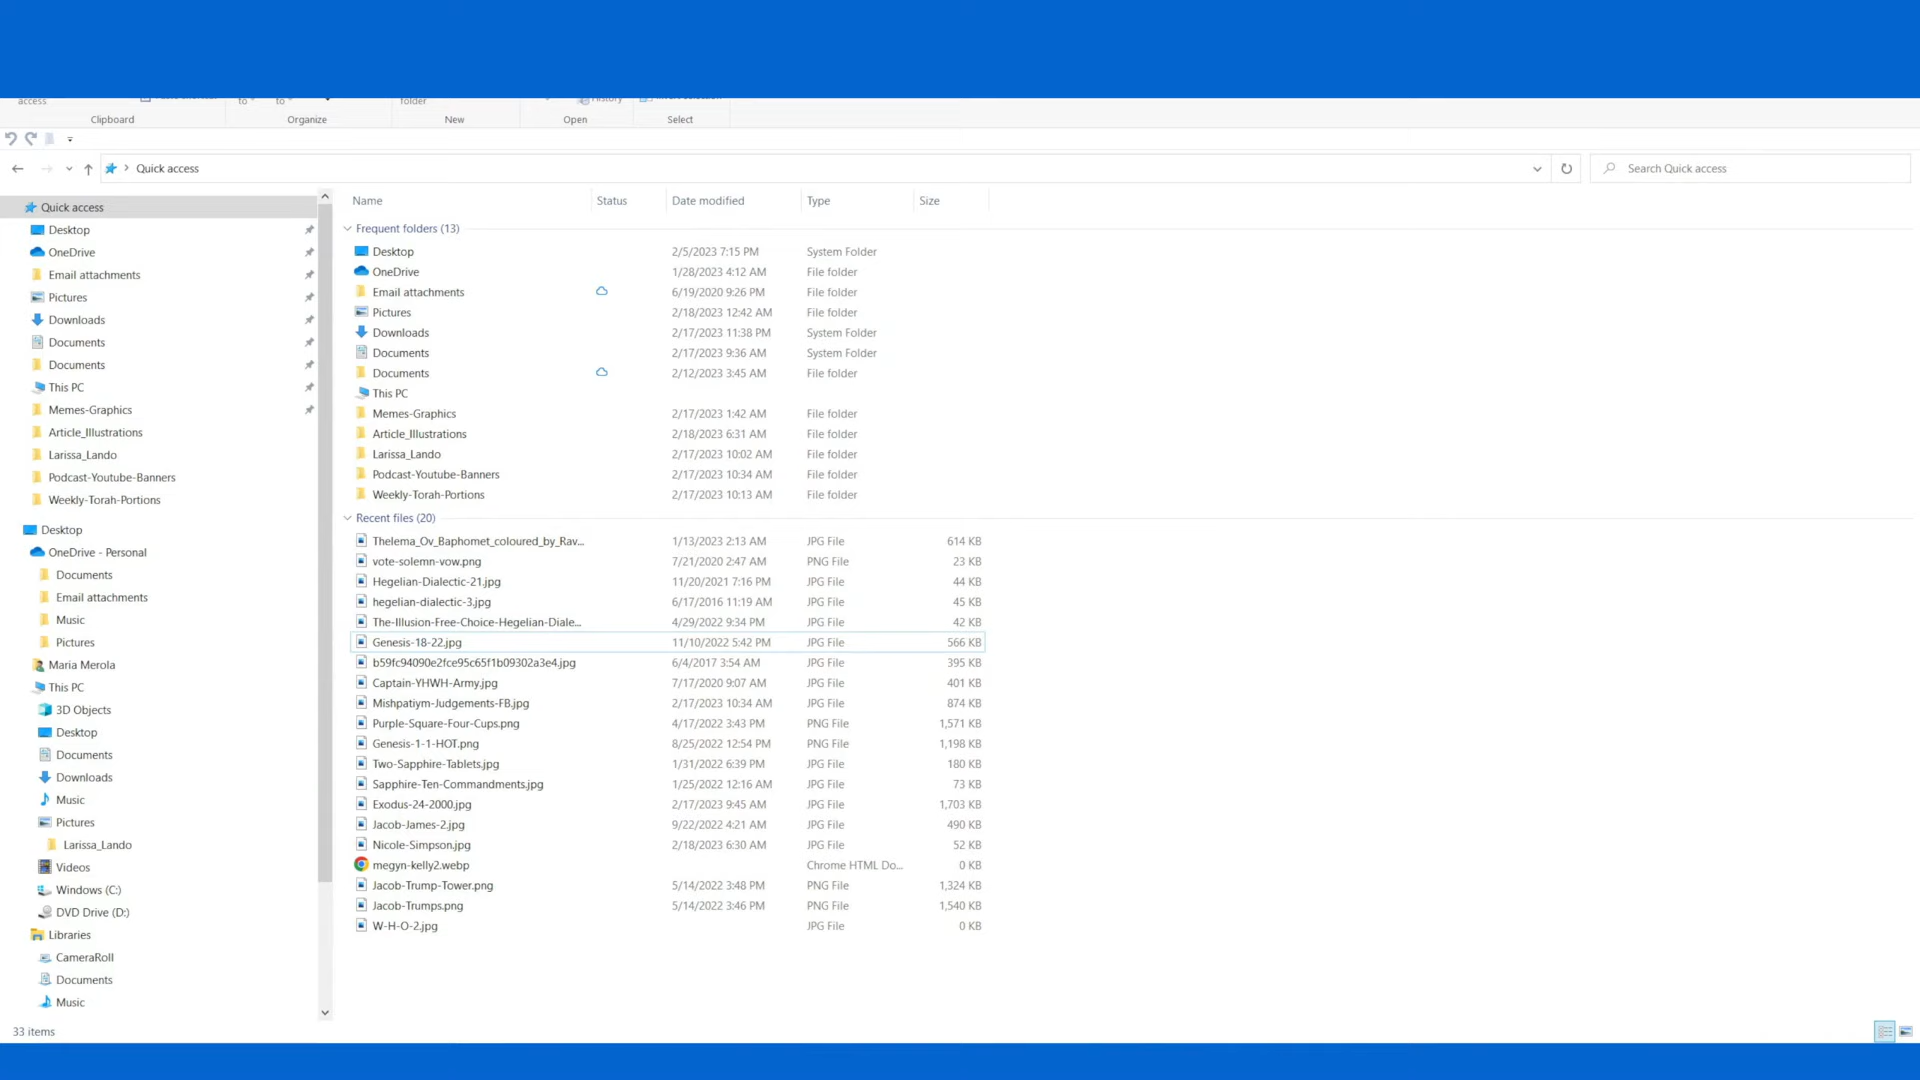 access to to folder History
Clipboard Organize New Open Select
Quick access Search Quick access
Quick access
Desktop
OneDrive
Email attachments
Pictures
Downloads
Documents
Documents
This PC
Memes-Graphics
Article_Illustrations
Larissa_Lando
Podcast-Youtube-Banners
Weekly-Torah-Portions
Desktop
OneDrive - Personal
Documents
Email attachments
Music
Pictures
Maria Merola
This PC
3D Objects
Desktop
Documents
Downloads
Music
Pictures
Larissa_Lando
Videos
Windows (C:)
DVD Drive (D:)
Libraries
CameraRoll
Documents
Music
Name Status Date modified Type Size
Frequent folders (13)
Desktop 2/5/2023 7:15 PM System Folder
OneDrive 1/28/2023 4:12 AM File folder
Email attachments 6/19/2020 9:26 PM File folder
Pictures 2/18/2023 12:42 AM File folder
Downloads 2/17/2023 11:38 PM System Folder
Documents 2/17/2023 9:36 AM System Folder
Documents 2/12/2023 3:45 AM File folder
This PC
Memes-Graphics 2/17/2023 1:42 AM File folder
Article_Illustrations 2/18/2023 6:31 AM File folder
Larissa_Lando 2/17/2023 10:02 AM File folder
Podcast-Youtube-Banners 2/17/2023 10:34 AM File folder
Weekly-Torah-Portions 2/17/2023 10:13 AM File folder
Recent files (20)
Thelema_Ov_Baphomet_coloured_by_Rav... 1/13/2023 2:13 AM JPG File 614 KB
vote-solemn-vow.png 7/21/2020 2:47 AM PNG File 23 KB
Hegelian-Dialectic-21.jpg 11/20/2021 7:16 PM JPG File 44 KB
hegelian-dialectic-3.jpg 6/17/2016 11:19 AM JPG File 45 KB
The-Illusion-Free-Choice-Hegelian-Diale... 4/29/2022 9:34 PM JPG File 42 KB
Genesis-18-22.jpg 11/10/2022 5:42 PM JPG File 566 KB
b59fc94090e2fce95c65f1b09302a3e4.jpg 6/4/2017 3:54 AM JPG File 395 KB
Captain-YHWH-Army.jpg 7/17/2020 9:07 AM JPG File 401 KB
Mishpatiym-Judgements-FB.jpg 2/17/2023 10:34 AM JPG File 874 KB
Purple-Square-Four-Cups.png 4/17/2022 3:43 PM PNG File 1,571 KB
Genesis-1-1-HOT.png 8/25/2022 12:54 PM PNG File 1,198 KB
Two-Sapphire-Tablets.jpg 1/31/2022 6:39 PM JPG File 180 KB
Sapphire-Ten-Commandments.jpg 1/25/2022 12:16 AM JPG File 73 KB
Exodus-24-2000.jpg 2/17/2023 9:45 AM JPG File 1,703 KB
Jacob-James-2.jpg 9/22/2022 4:21 AM JPG File 490 KB
Nicole-Simpson.jpg 2/18/2023 6:30 AM JPG File 52 KB
megyn-kelly2.webp Chrome HTML Do... 0 KB
Jacob-Trump-Tower.png 5/14/2022 3:48 PM PNG File 1,324 KB
Jacob-Trumps.png 5/14/2022 3:46 PM PNG File 1,540 KB
W-H-O-2.jpg JPG File 0 KB
33 items